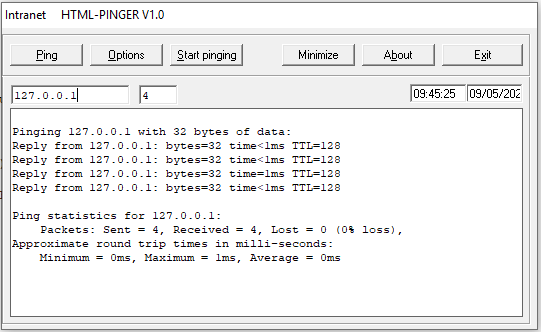 Intranet HTML-PINGER V1.0
Ping Options Start pinging Minimize About Exit
127.0.0.1 4 09:45:25 09/05/202
Pinging 127.0.0.1 with 32 bytes of data:
Reply from 127.0.0.1: bytes=32 time<1ms TTL=128
Reply from 127.0.0.1: bytes=32 time<1ms TTL=128
Reply from 127.0.0.1: bytes=32 time=1ms TTL=128
Reply from 127.0.0.1: bytes=32 time<1ms TTL=128
Ping statistics for 127.0.0.1:
Packets: Sent = 4, Received = 4, Lost = 0 (0% loss),
Approximate round trip times in milli-seconds:
Minimum = 0ms, Maximum = 1ms, Average = 0ms